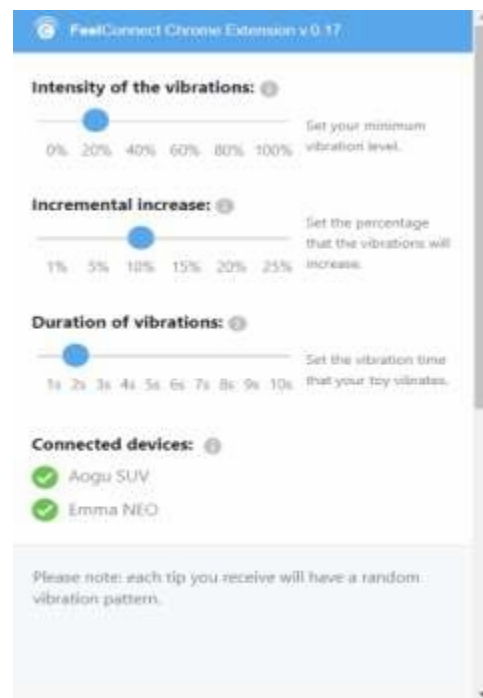 FeelConnect Chrome Extension v 0.17
Intensity of the vibrations:
0% 20% 40% 60% 80% 100%
Set your minimum
vibration level.
Incremental increase:
1% 5% 10% 15% 20% 25%
Set the percentage
that the vibrations will
increase.
Duration of vibrations:
1s 2s 3s 4s 5s 6s 7s 8s 9s 10s
Set the vibration time
that your toy vibrates.
Connected devices:
Aogu SUV
Emma NEO
Please note: each tip you receive will have a random
vibration pattern.